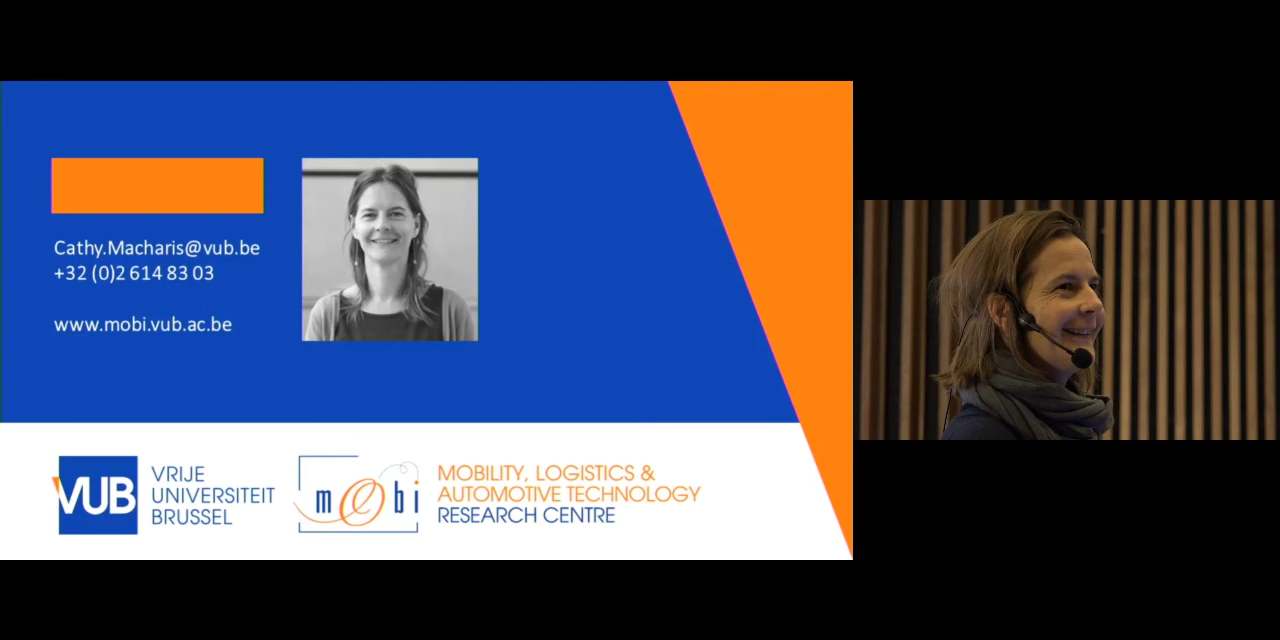 Cathy.Macharis@vub.be
+32 (0)2 614 83 03
www.mobi.vub.ac.be
VUB
VRIJE
UNIVERSITEIT
BRUSSEL
mobi
MOBILITY, LOGISTICS &
AUTOMOTIVE TECHNOLOGY
RESEARCH CENTRE